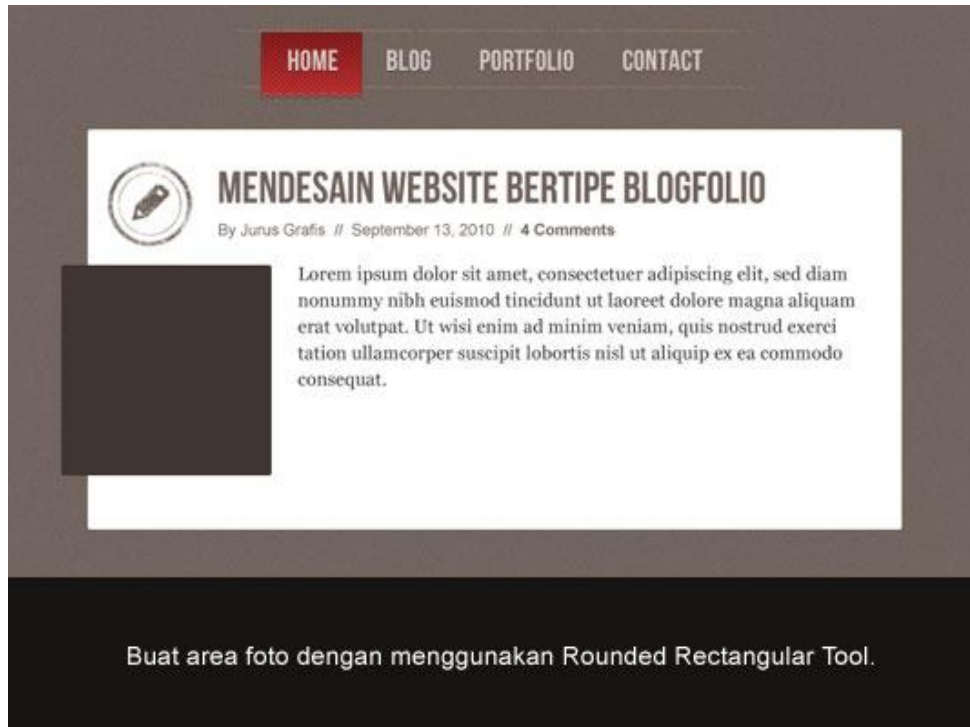 HOME BLOG PORTFOLIO CONTACT
MENDESAIN WEBSITE BERTIPE BLOGFOLIO
By Jurus Grafis // September 13, 2010 // 4 Comments
Lorem ipsum dolor sit amet, consectetuer adipiscing elit, sed diam
nonummy nibh euismod tincidunt ut laoreet dolore magna aliquam
erat volutpat. Ut wisi enim ad minim veniam, quis nostrud exerci
tation ullamcorper suscipit lobortis nisl ut aliquip ex ea commodo
consequat.
Buat area foto dengan menggunakan Rounded Rectangular Tool.